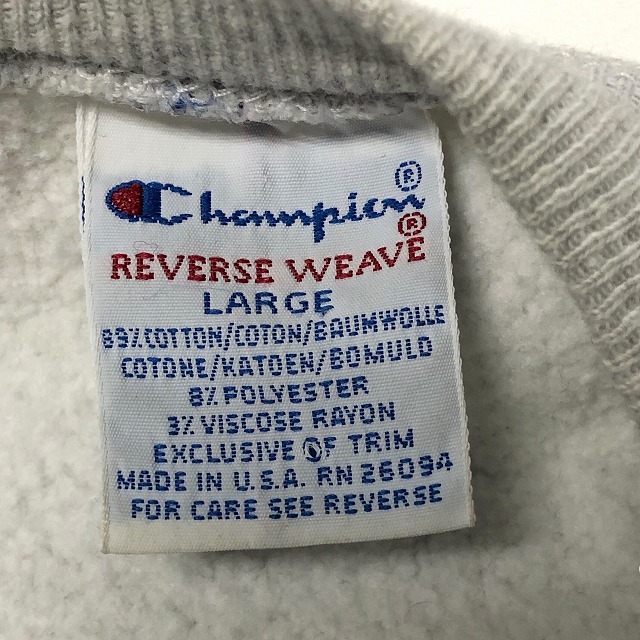 Champion®
®
REVERSE WEAVE
LARGE
89% COTTON/COTON/BAUMWOLLE
COTONE/KATOEN/BOMULD
8% POLYESTER
3% VISCOSE RAYON
EXCLUSIVE OF TRIM
MADE IN U.S.A. RN 26094
FOR CARE SEE REVERSE